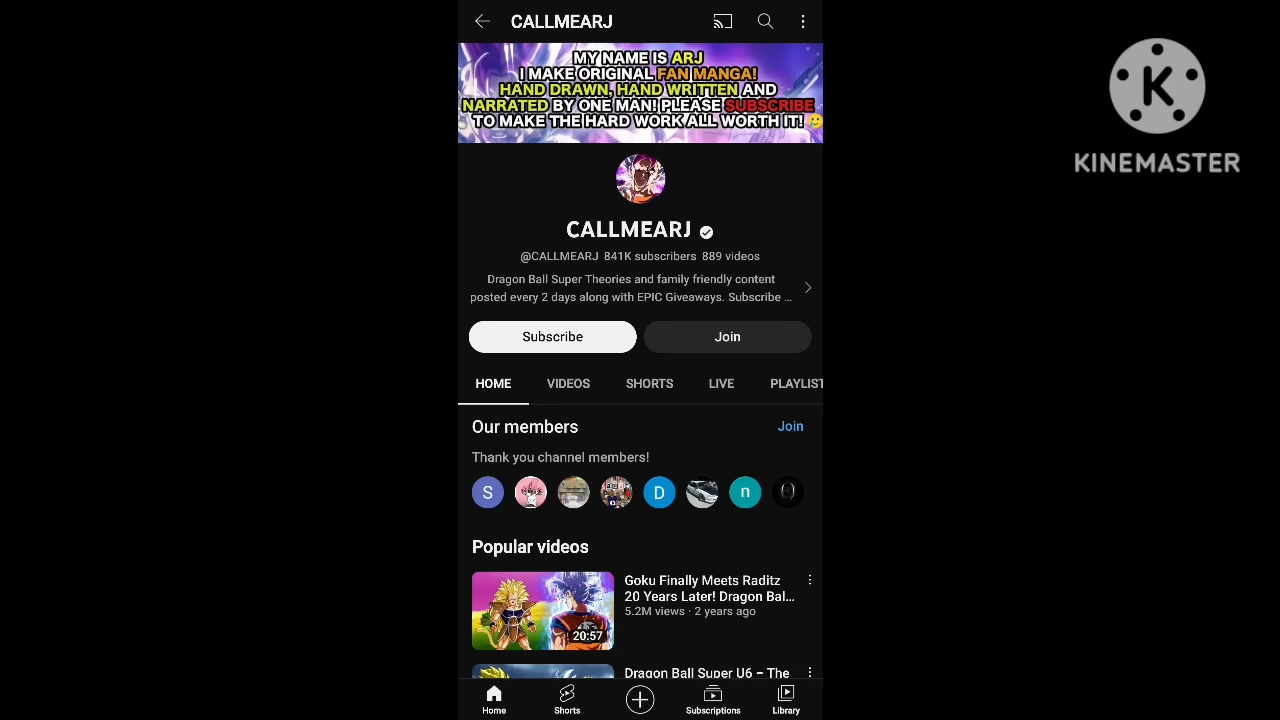 CALLMEARJ
MY NAME IS ARJ
I MAKE ORIGINAL FAN MANGA!
HAND DRAWN, HAND WRITTEN AND
NARRATED BY ONE MAN! PLEASE SUBSCRIBE
TO MAKE THE HARD WORK ALL WORTH IT! 🥲
K
KINEMASTER
CALLMEARJ
@CALLMEARJ 841K subscribers 889 videos
Dragon Ball Super Theories and family friendly content
posted every 2 days along with EPIC Giveaways. Subscribe ...
Subscribe
Join
HOME VIDEOS SHORTS LIVE PLAYLIST
Our members Join
Thank you channel members!
S D n
Popular videos
Goku Finally Meets Raditz
20 Years Later! Dragon Bal...
5.2M views · 2 years ago
20:57
Dragon Ball Super U6 – The
Home Shorts Subscriptions Library